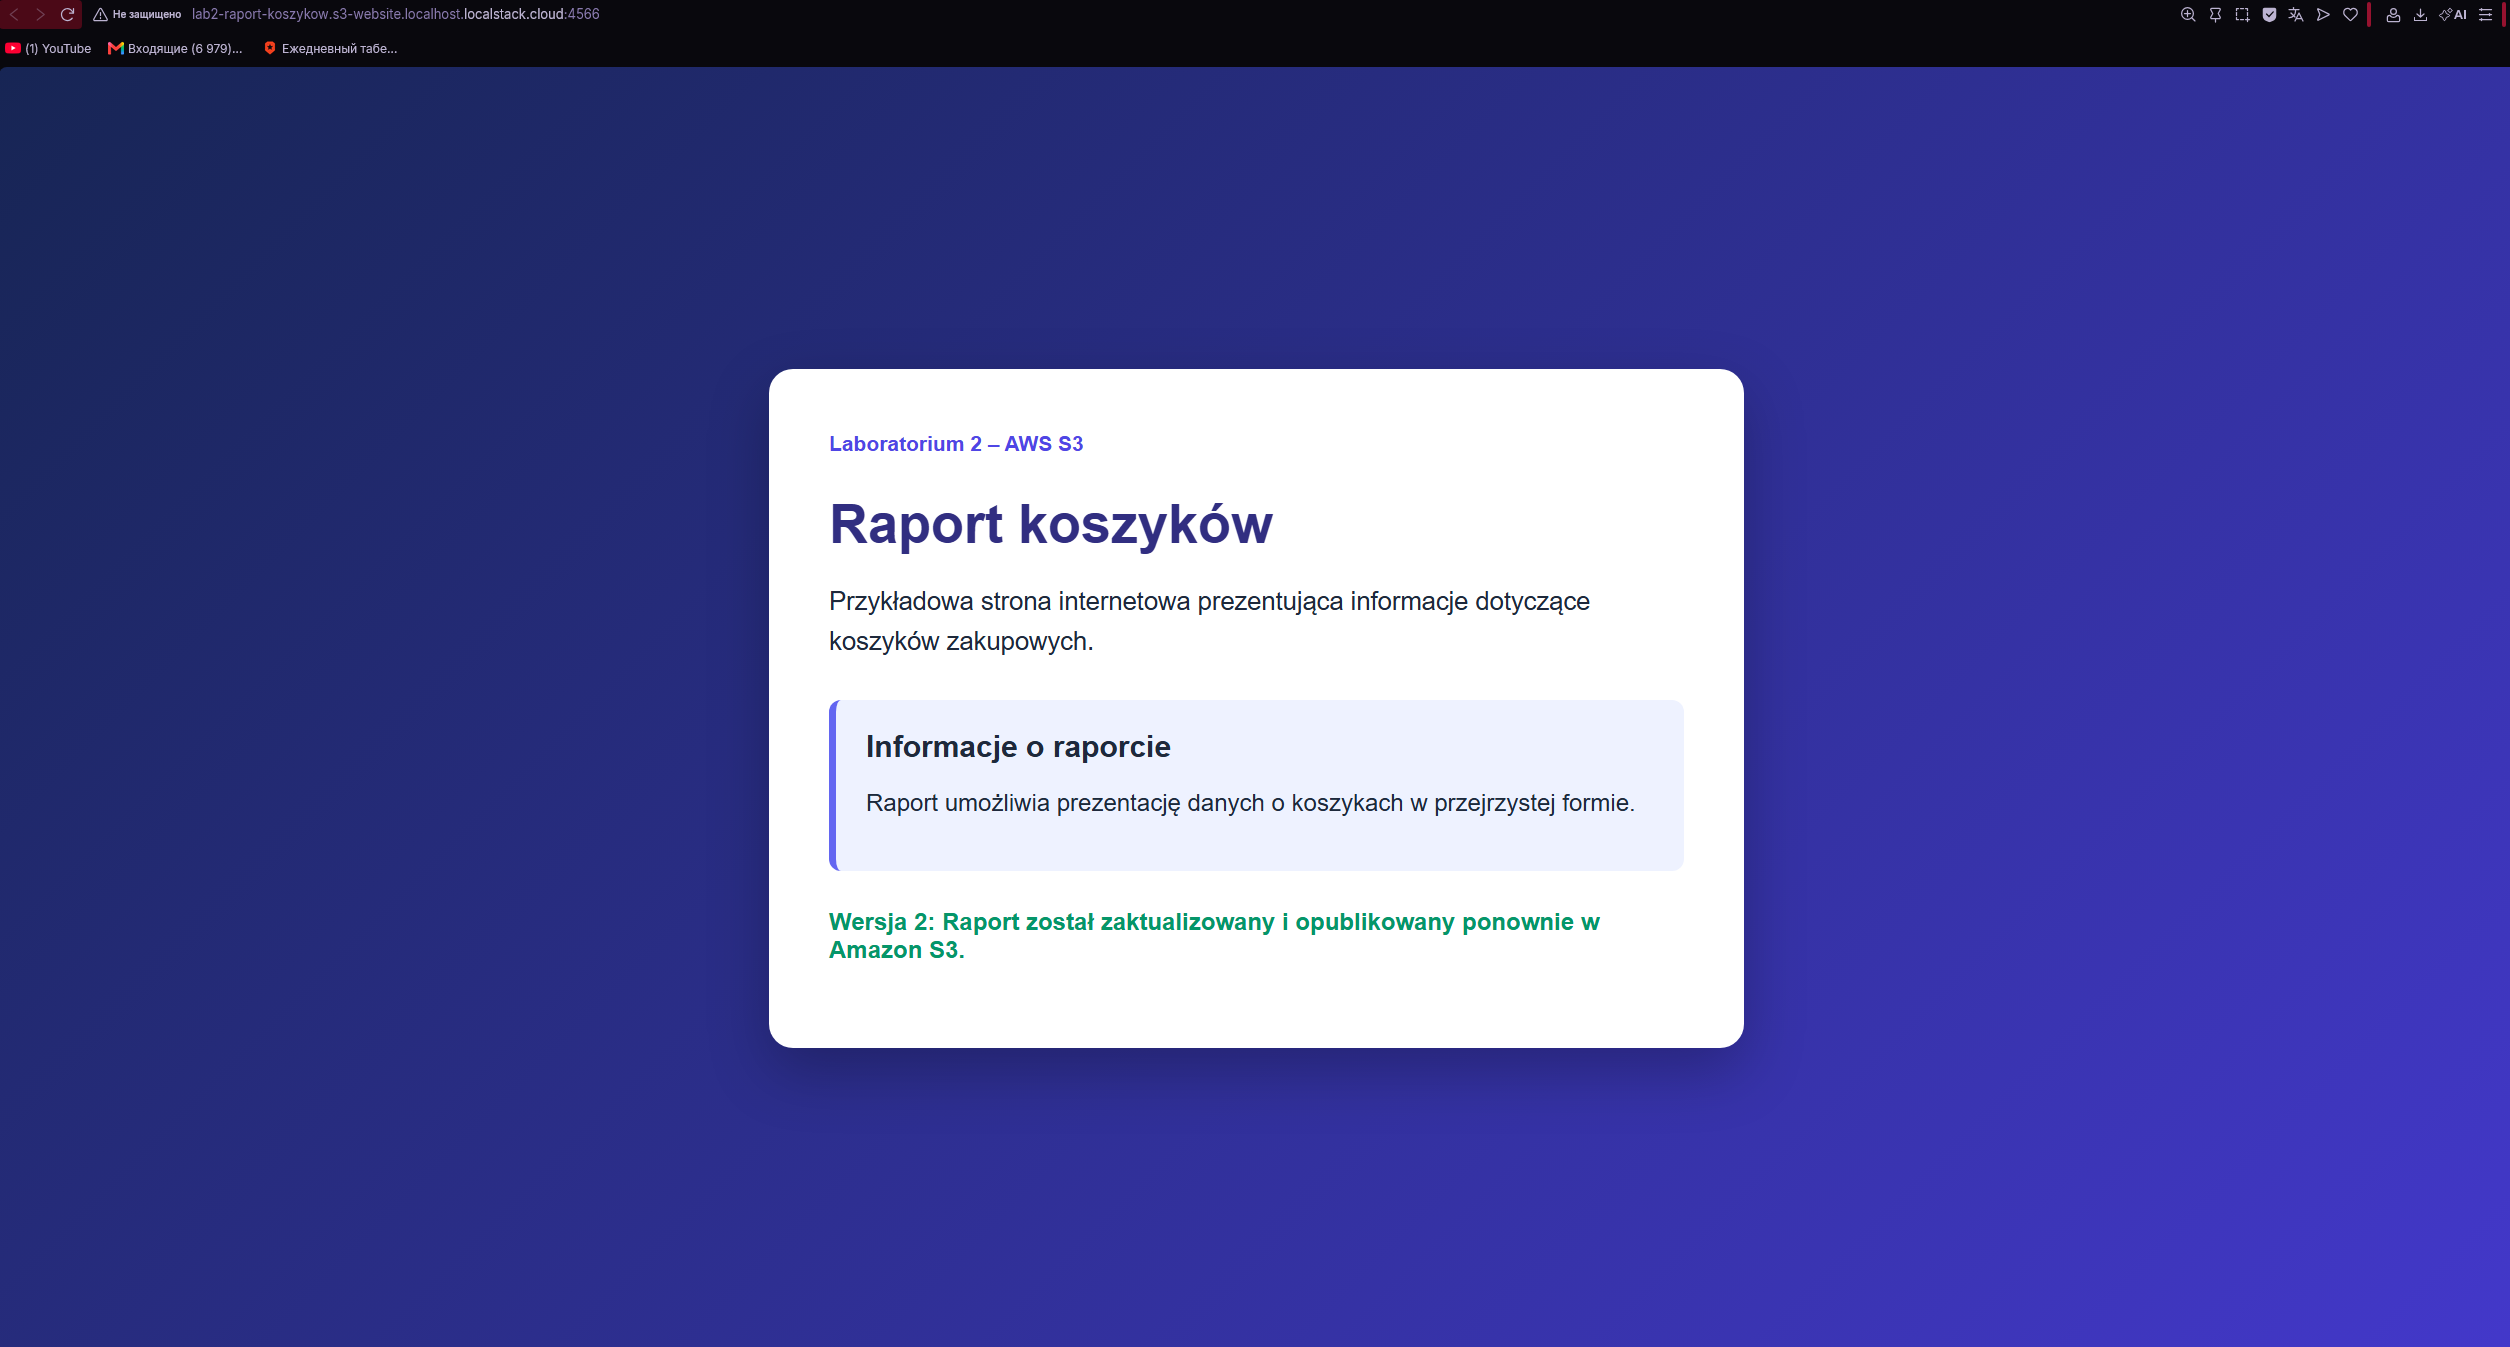 Не защищено lab2-raport-koszykow.s3-website.localhost.localstack.cloud:4566
AI
(1) YouTube Входящие (6 979)... Ежедневный табе...
Laboratorium 2 – AWS S3
Raport koszyków
Przykładowa strona internetowa prezentująca informacje dotyczące
koszyków zakupowych.
Informacje o raporcie
Raport umożliwia prezentację danych o koszykach w przejrzystej formie.
Wersja 2: Raport został zaktualizowany i opublikowany ponownie w
Amazon S3.